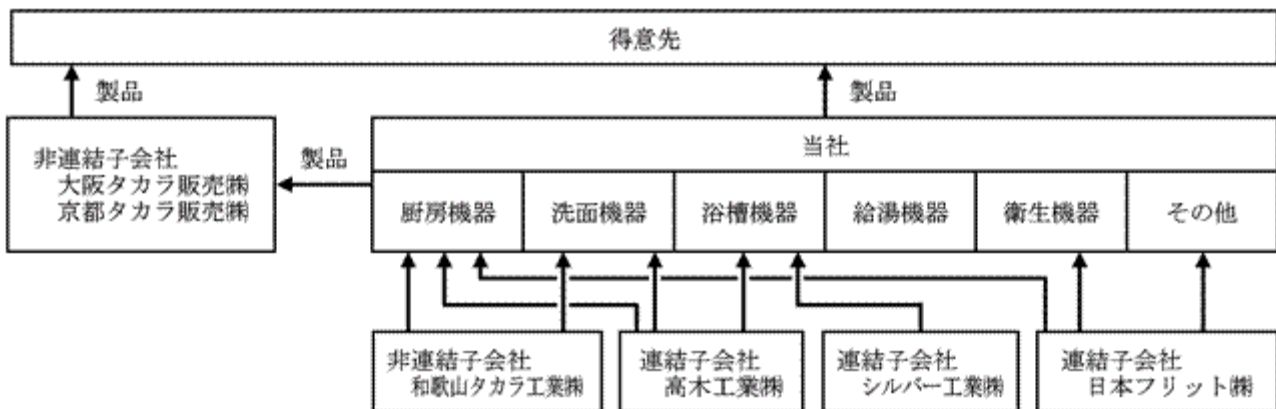 得意先
製品
製品
非連結子会社
大阪タカラ販売㈱
京都タカラ販売㈱
製品
当社
厨房機器
洗面機器
浴槽機器
給湯機器
衛生機器
その他
非連結子会社
和歌山タカラ工業㈱
連結子会社
高木工業㈱
連結子会社
シルバー工業㈱
連結子会社
日本フリット㈱